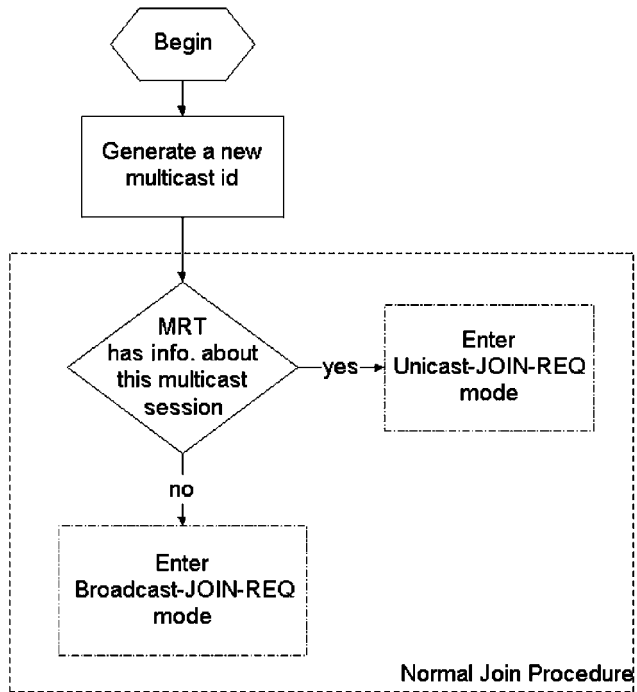 Begin
Generate a new
multicast id
MRT
has info. about
this multicast
session
yes
Enter
Unicast-JOIN-REQ
mode
no
Enter
Broadcast-JOIN-REQ
mode
Normal Join Procedure